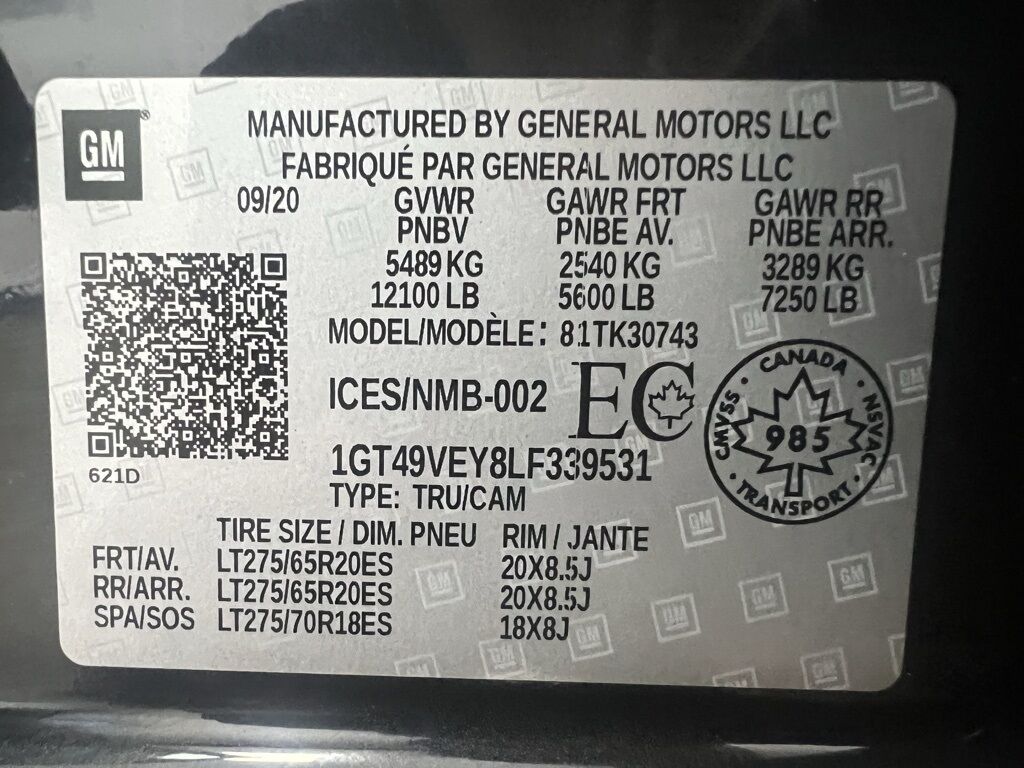 GM®
MANUFACTURED BY GENERAL MOTORS LLC
FABRIQUÉ PAR GENERAL MOTORS LLC
09/20 GVWR GAWR FRT GAWR RR
PNBV PNBE AV. PNBE ARR.
5489 KG 2540 KG 3289 KG
12100 LB 5600 LB 7250 LB
MODEL/MODÈLE: 81TK30743
ICES/NMB-002 EC
CANADA
CMVSS 985 NSVAC
TRANSPORT
621D
1GT49VEY8LF339531
TYPE: TRU/CAM
TIRE SIZE / DIM. PNEU RIM / JANTE
FRT/AV. LT275/65R20ES 20X8.5J
RR/ARR. LT275/65R20ES 20X8.5J
SPA/SOS LT275/70R18ES 18X8J